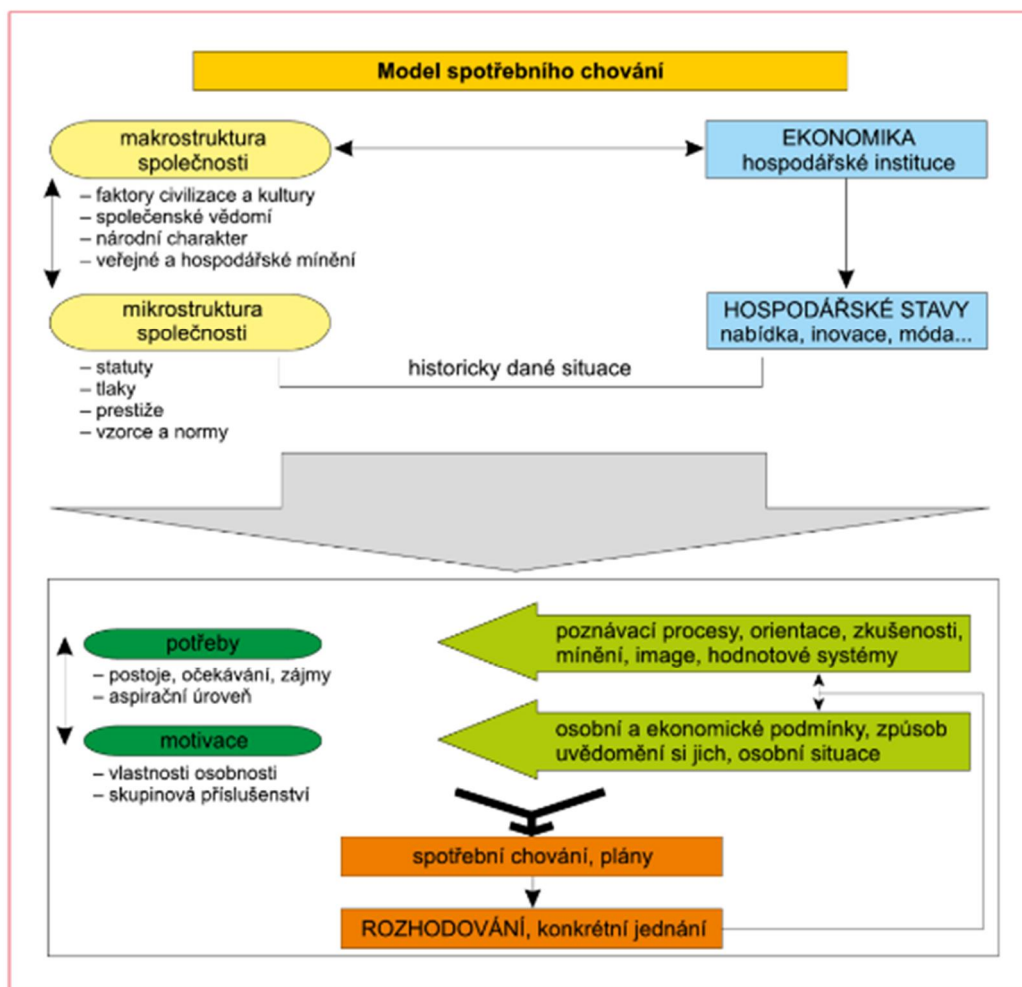 Model spotřebního chování
makrostruktura
společnosti
– faktory civilizace a kultury
– společenské vědomí
– národní charakter
– veřejné a hospodářské mínění
EKONOMIKA
hospodářské instituce
mikrostruktura
společnosti
– statuty
– tlaky
– prestiže
– vzorce a normy
HOSPODÁŘSKÉ STAVY
nabídka, inovace, móda...
historicky dané situace
potřeby
– postoje, očekávání, zájmy
– aspirační úroveň
poznávací procesy, orientace, zkušenosti,
mínění, image, hodnotové systémy
motivace
– vlastnosti osobnosti
– skupinová příslušenství
osobní a ekonomické podmínky, způsob
uvědomění si jich, osobní situace
spotřební chování, plány
ROZHODOVÁNÍ, konkrétní jednání